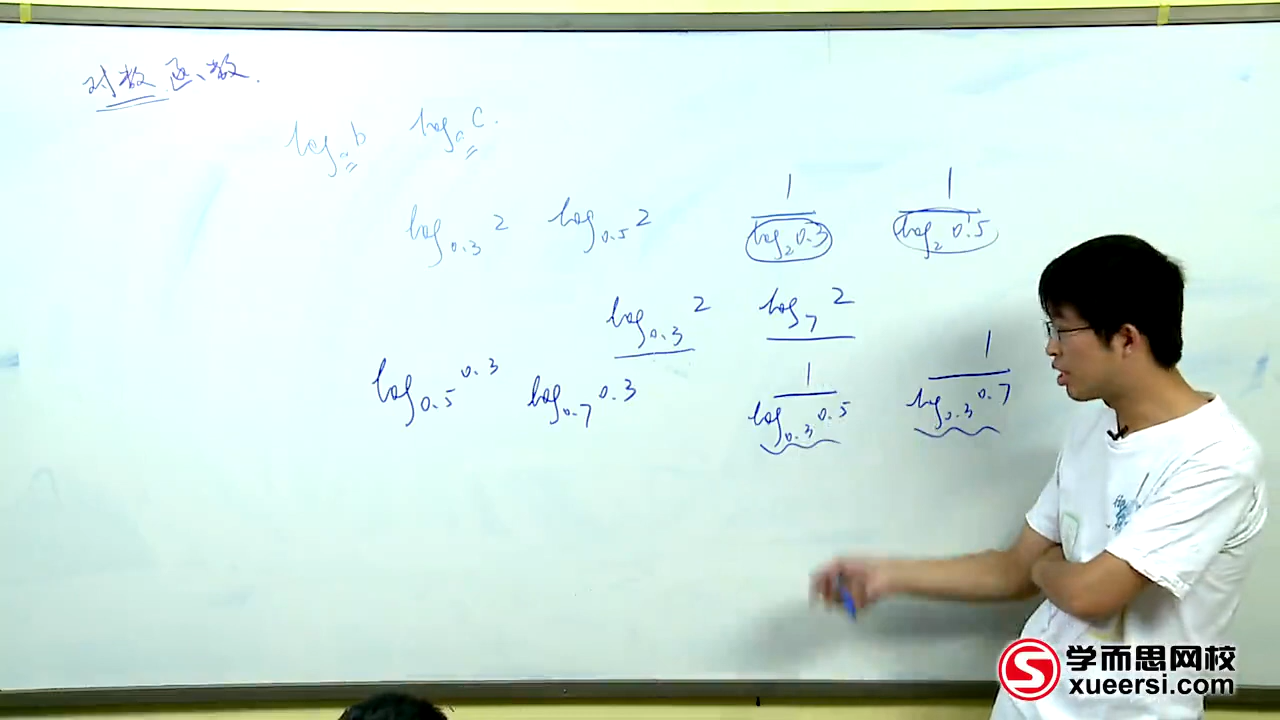 对数函数.
log_a b log_a c.
log_0.3 2 log_0.5 2 1/log_2 0.3 1/log_2 0.5
log_0.3 2 log_7 2
log_0.5 0.3 log_0.7 0.3 1/log_0.3 0.5 1/log_0.3 0.7
学而思网校
xueersi.com